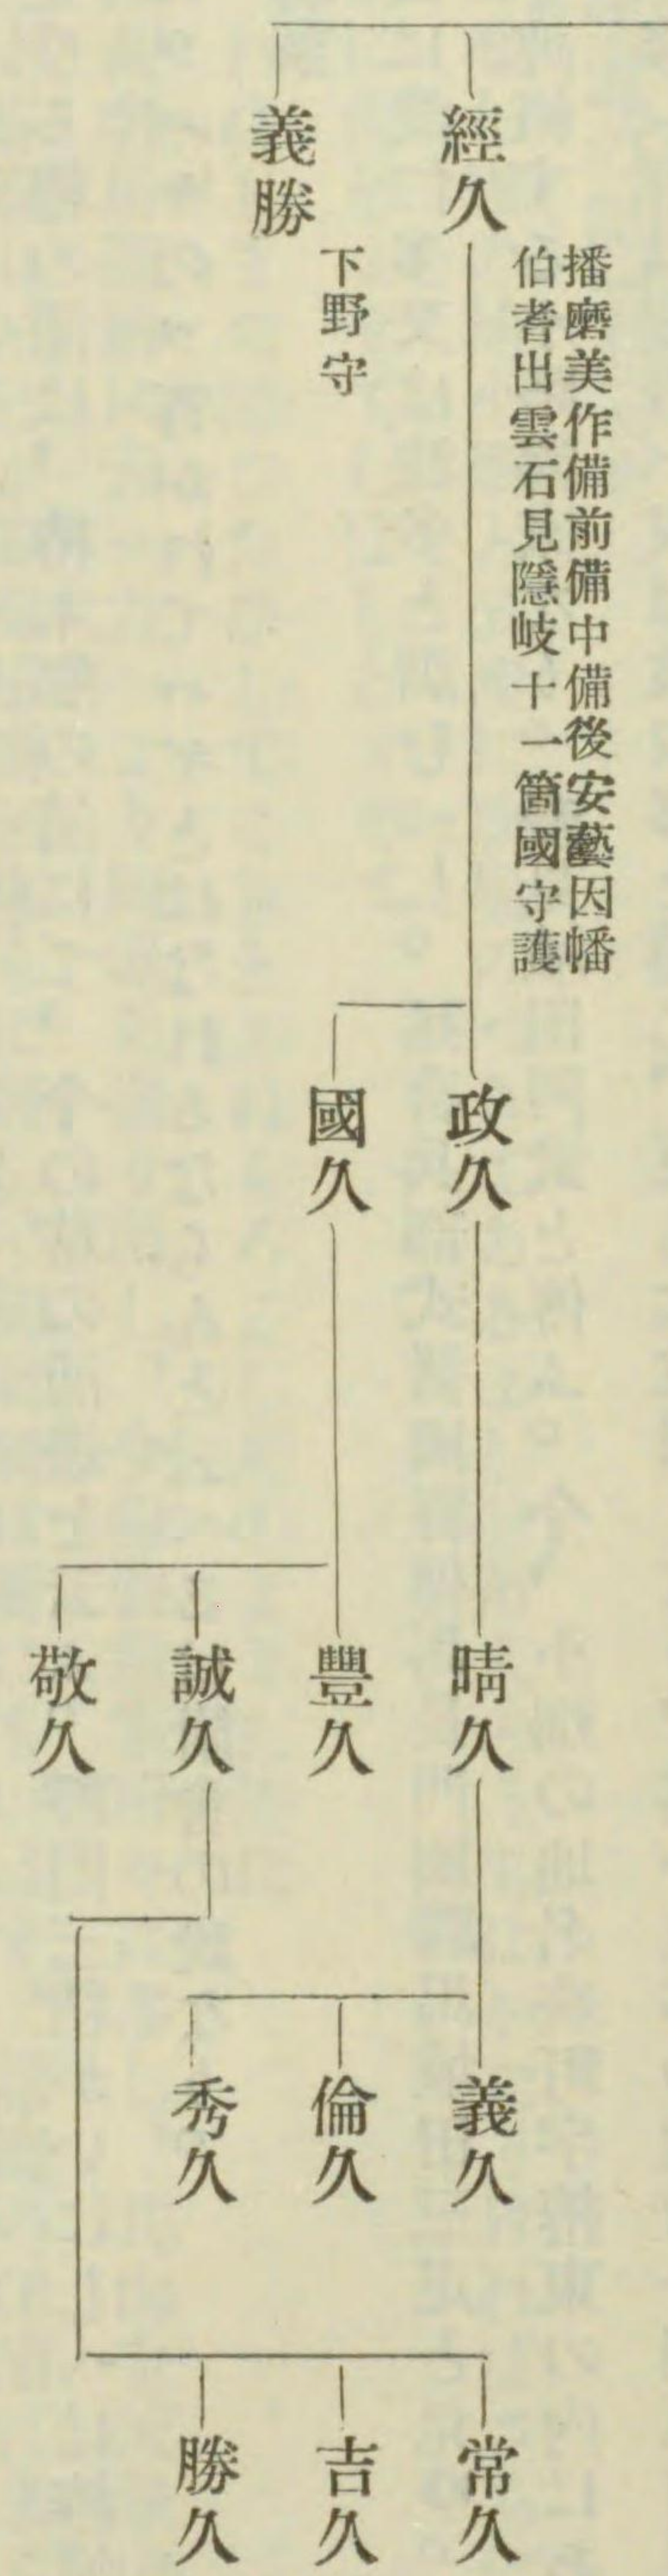 經久
播磨美作備前備中備後安藝因幡
伯耆出雲石見隱岐十一箇國守護
義勝
下野守
政久
國久
晴久
豐久
誠久
敬久
義久
倫久
秀久
常久
吉久
勝久